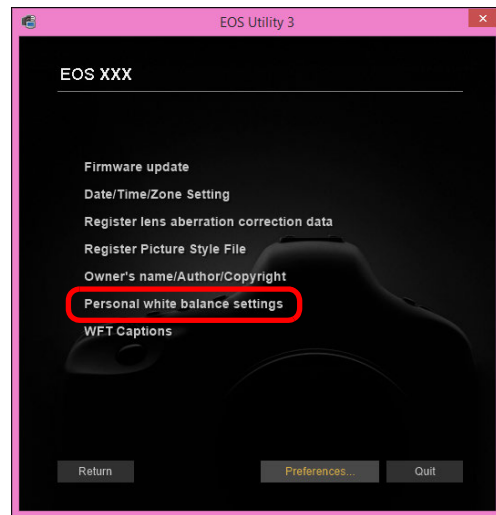 EOS Utility 3
EOS XXX
Firmware update
Date/Time/Zone Setting
Register lens aberration correction data
Register Picture Style File
Owner's name/Author/Copyright
Personal white balance settings
WFT Captions
Return Preferences... Quit